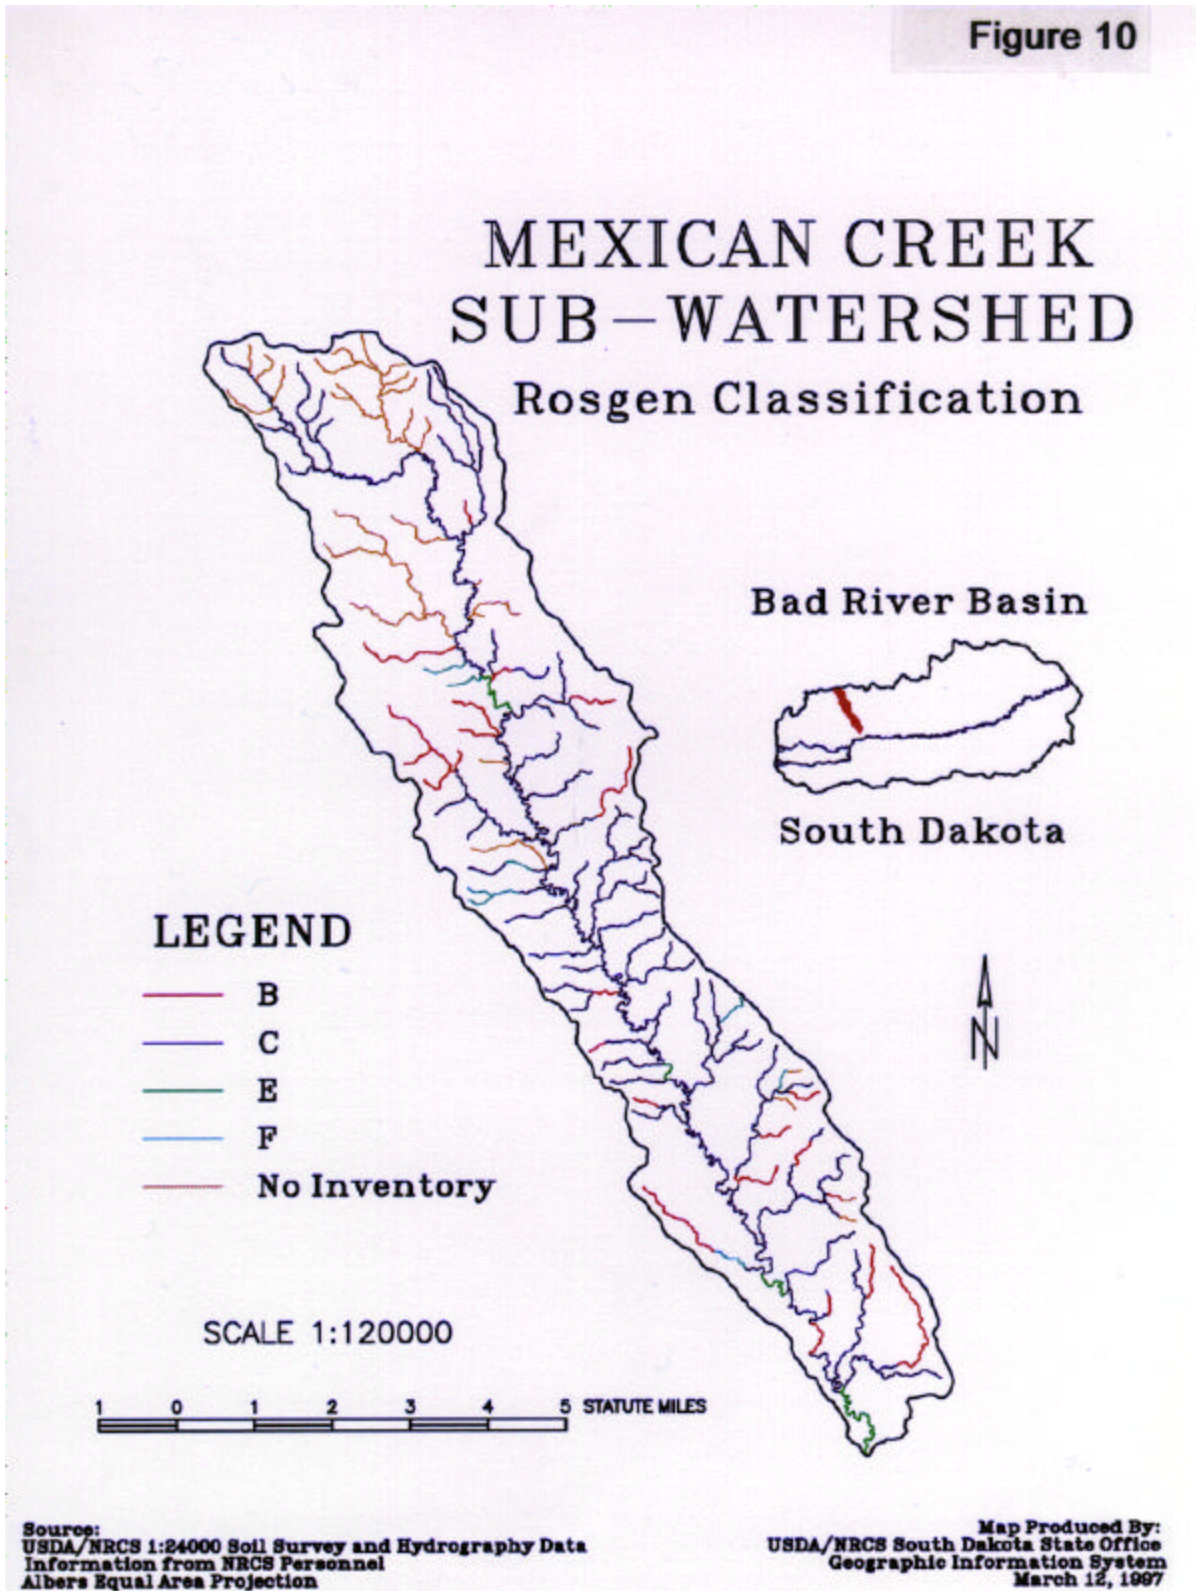 Figure 10
MEXICAN CREEK
SUB-WATERSHED
Rosgen Classification
Bad River Basin
South Dakota
LEGEND
B
C
E
F
No Inventory
N
SCALE 1:120000
1 0 1 2 3 4 5 STATUTE MILES
Source:
USDA/NRCS 1:24000 Soil Survey and Hydrography Data
Information from NRCS Personnel
Albers Equal Area Projection
Map Produced By:
USDA/NRCS South Dakota State Office
Geographic Information System
March 12, 1997